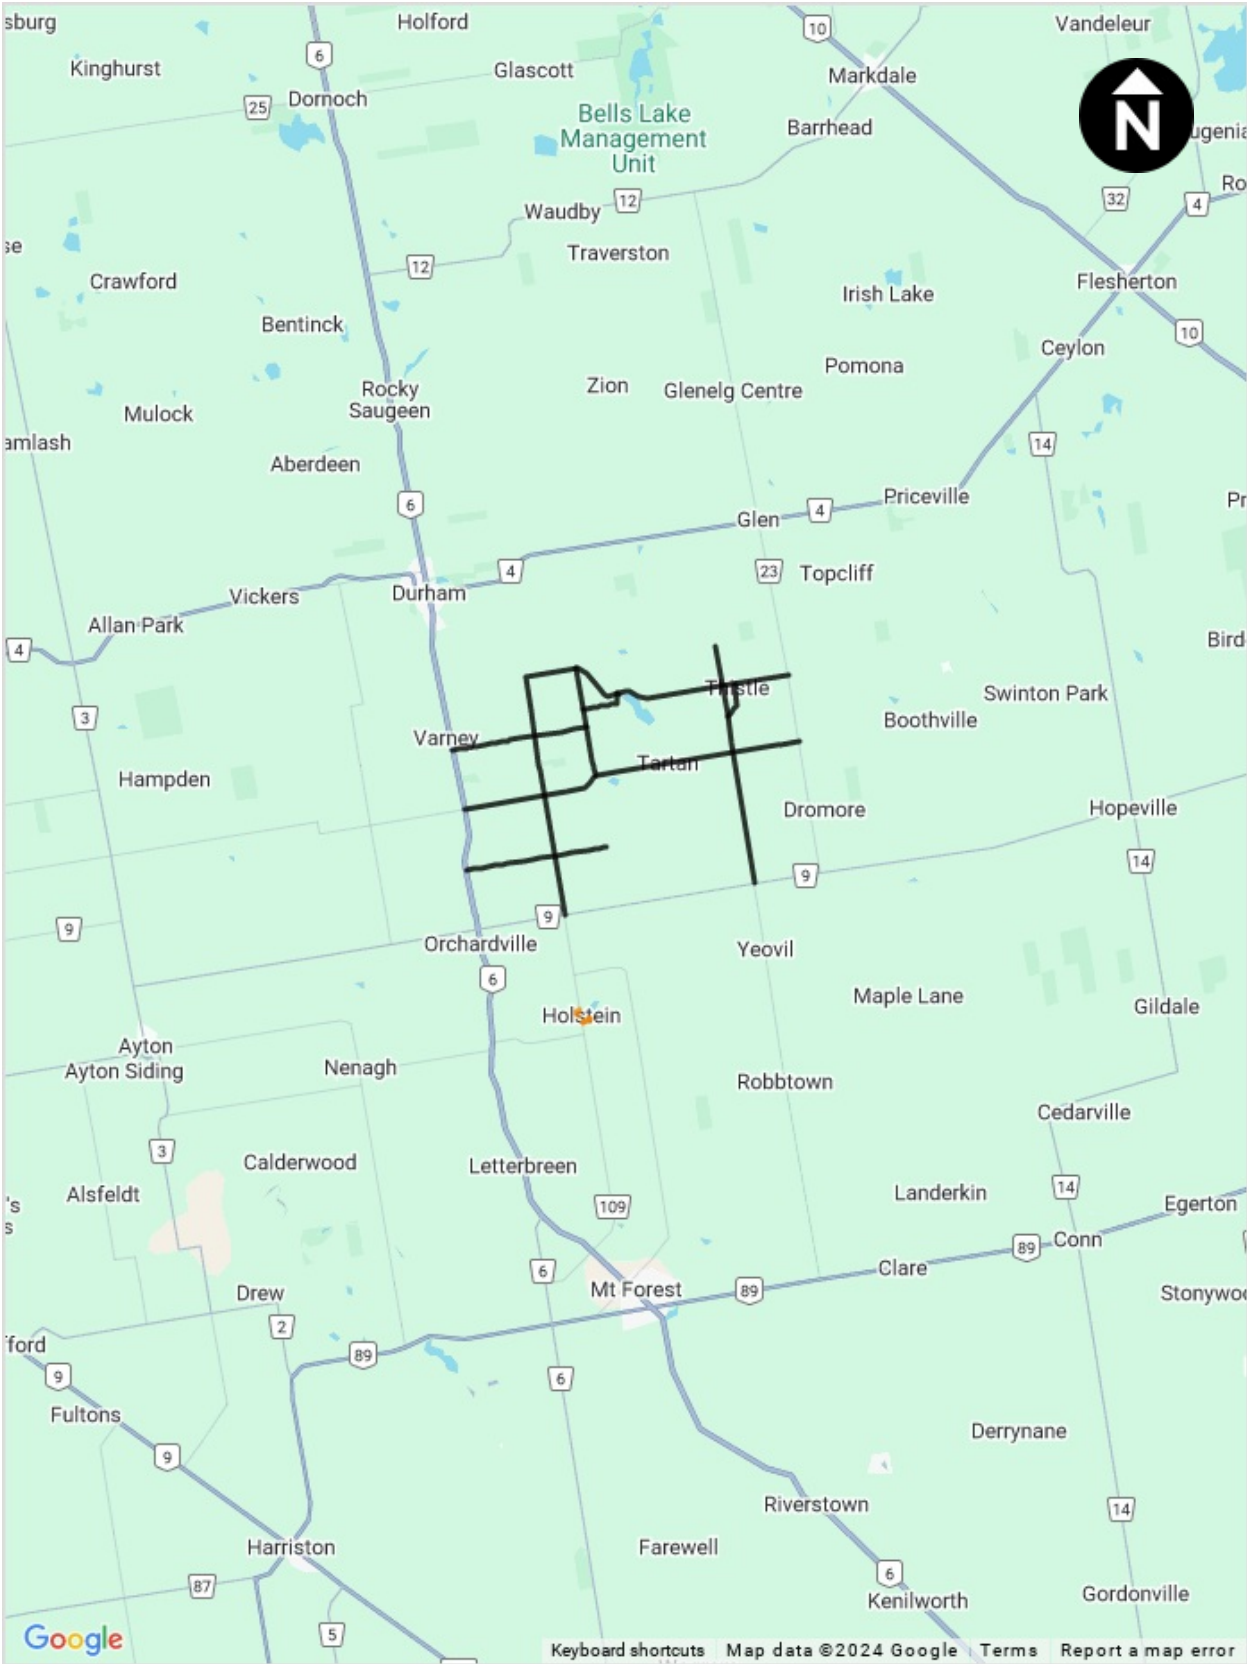 sburg
Holford
10
Vandeleur
6
Kinghurst
Glascott
Markdale
25
Dornoch
Bells Lake
Management
Unit
Barrhead
N
ugenia
12
32
4
Ro
Waudby
se
Traverston
12
Crawford
Irish Lake
Flesherton
Bentinck
10
Ceylon
Pomona
Rocky
Saugeen
Zion
Glenelg Centre
Mulock
amlash
14
Aberdeen
6
Priceville
Pr
Glen
4
4
23
Topcliff
Vickers
Durham
Allan Park
4
Bird
Thistle
Swinton Park
3
Boothville
Varney
Tartan
Hampden
Dromore
Hopeville
14
9
9
9
Orchardville
Yeovil
6
Maple Lane
Gildale
Holstein
Ayton
Ayton Siding
Nenagh
Robbtown
Cedarville
3
Calderwood
Letterbreen
Alsfeldt
14
Landerkin
's
s
109
Egerton
Conn
89
6
Clare
Mt Forest
89
Drew
Stonywoo
2
fford
89
9
6
Fultons
9
Derrynane
Riverstown
14
Harriston
Farewell
6
87
Kenilworth
Gordonville
5
Google
Keyboard shortcuts
Map data ©2024 Google
Terms
Report a map error